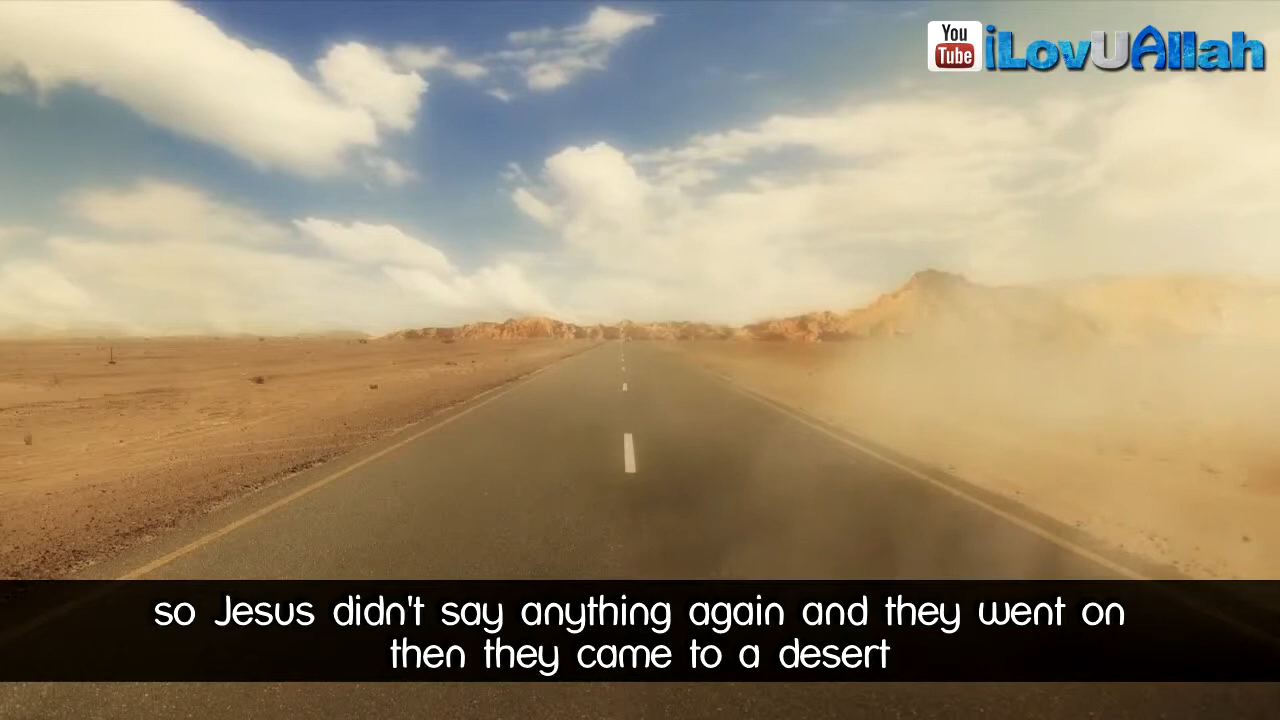 You
Tube
iLovUAllah
so Jesus didn't say anything again and they went on
then they came to a desert